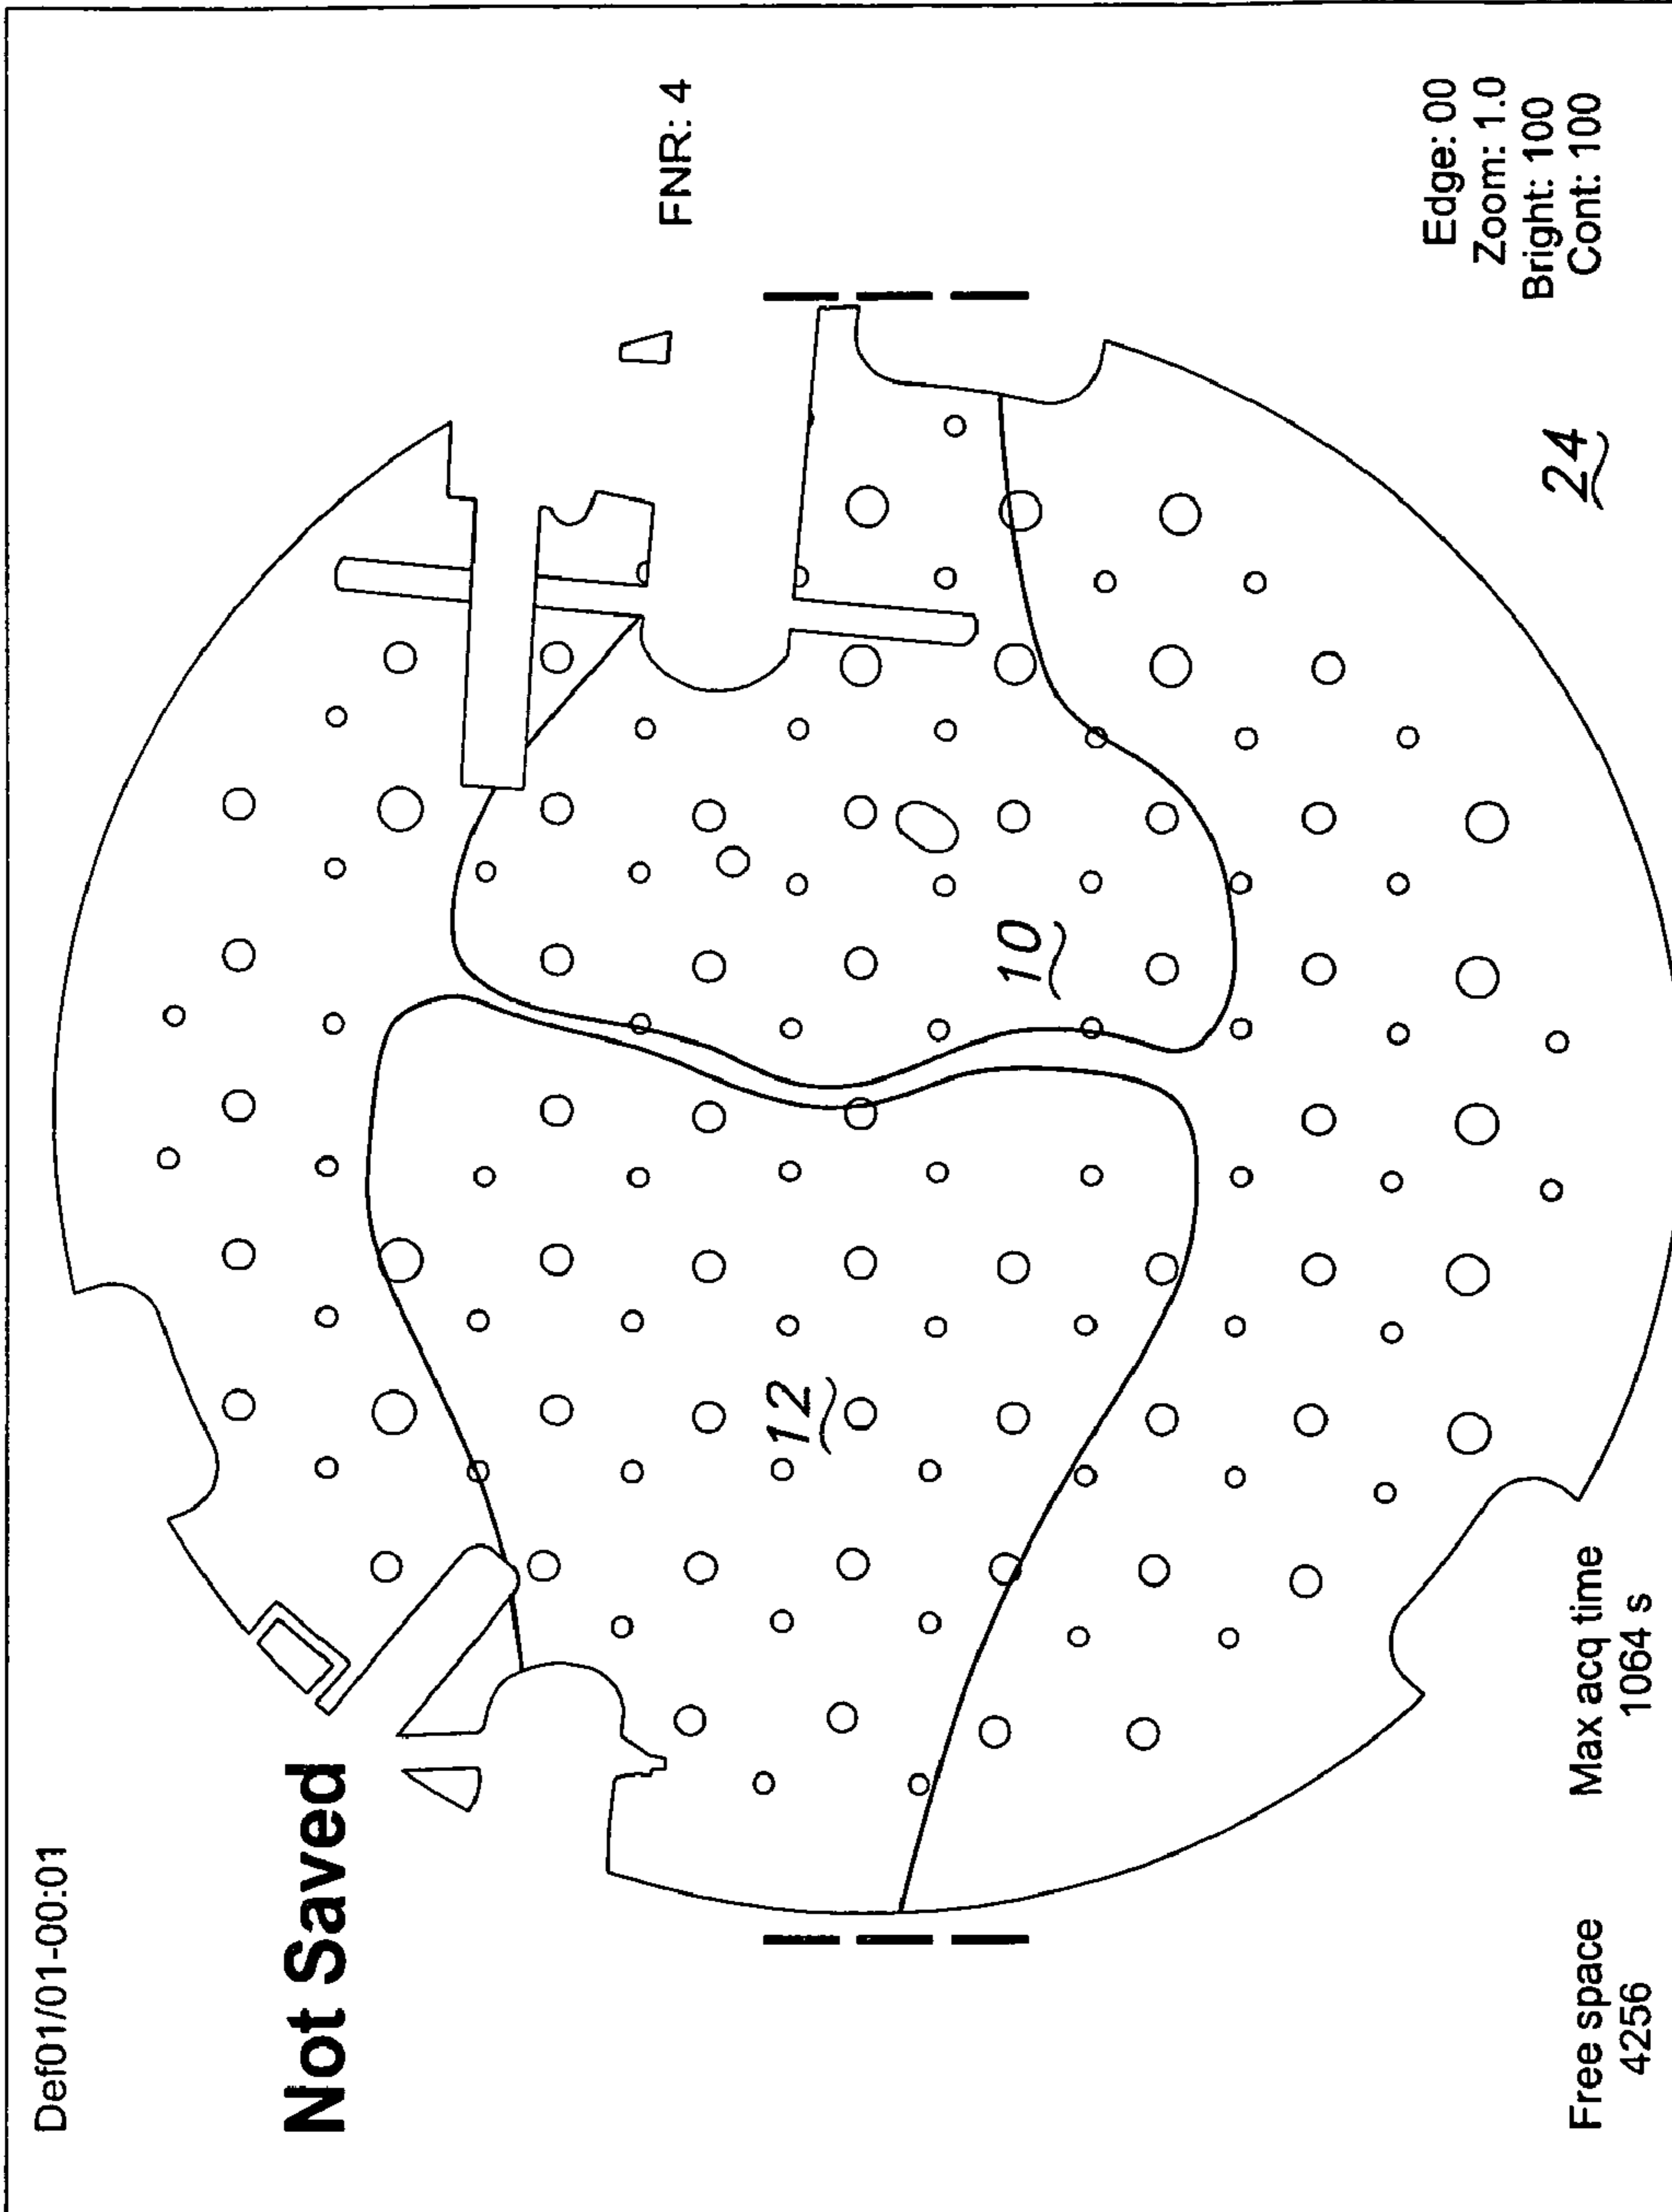 Def01/01-00:01
Not Saved
FNR: 4
12
10
24
Edge: 00
Zoom: 1.0
Bright: 100
Cont: 100
Free space
4256
Max acq time
1064 s